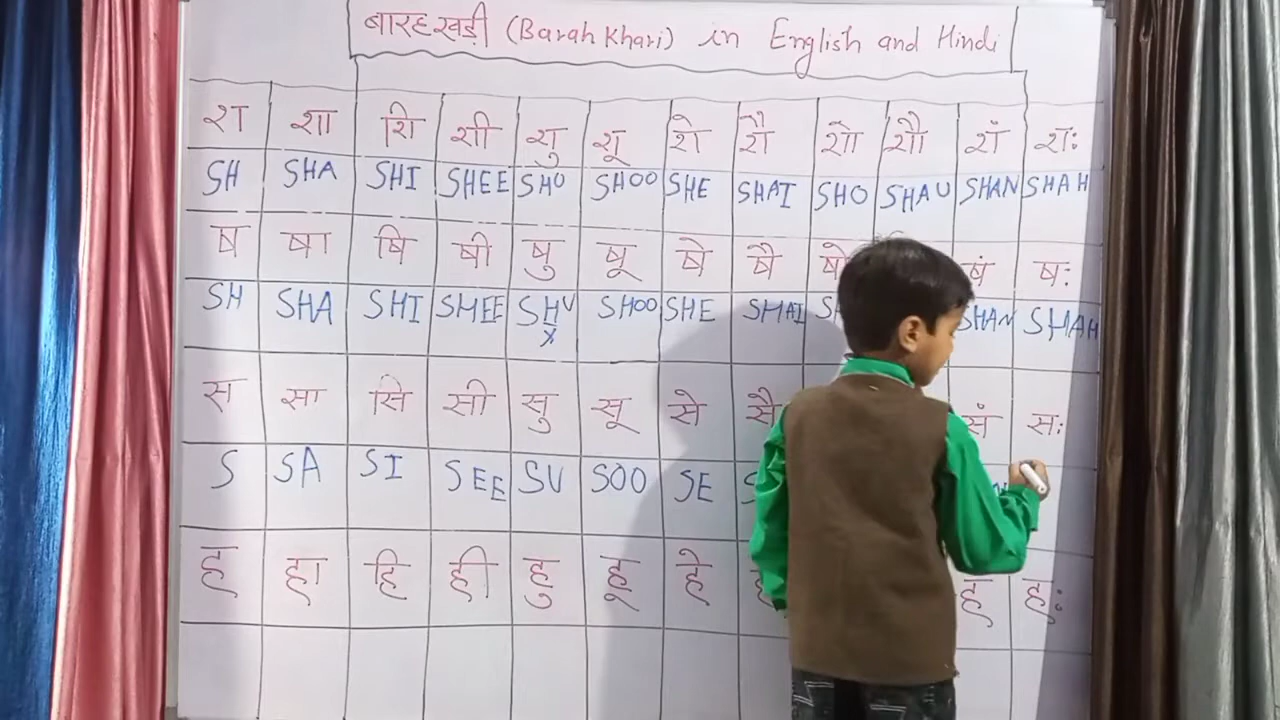 बारहखड़ी (Barah Khari) in English and Hindi
श शा शि शी शु शू शे शै शो शौ शं शः
SH SHA SHI SHEE SHU SHOO SHE SHAI SHO SHAU SHAN SHAH
ष षा षि षी षु षू षे षै षो षं षः
SH SHA SHI SHEE SHU SHOO SHE SHAI SHAN SHAH
x
स सा सि सी सु सू से सै सं सः
S SA SI SEE SU SOO SE
ह हा हि ही हु हू हे हं हः